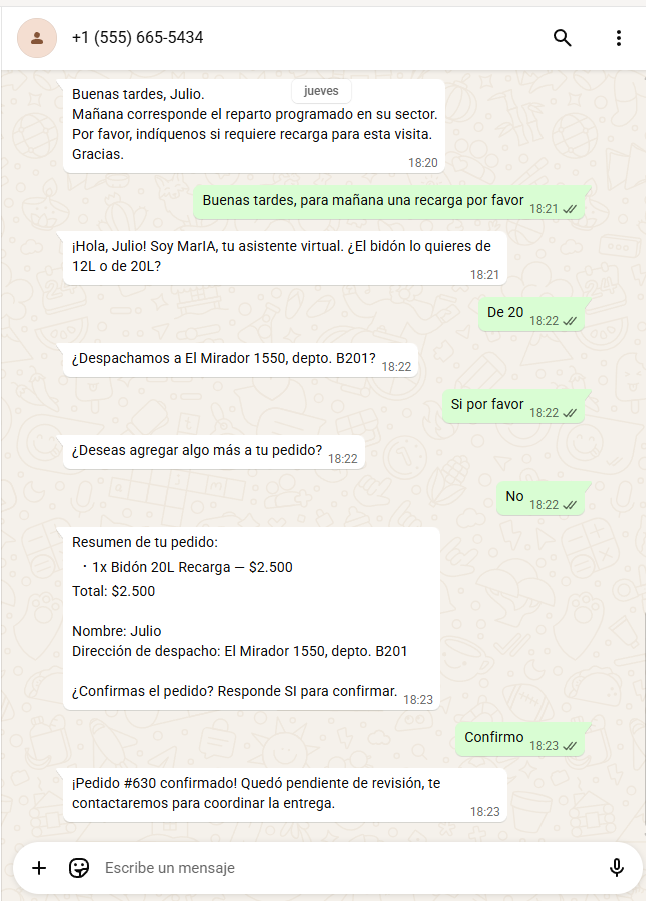 +1 (555) 665-5434
jueves
Buenas tardes, Julio.
Mañana corresponde el reparto programado en su sector.
Por favor, indíquenos si requiere recarga para esta visita.
Gracias.
18:20
Buenas tardes, para mañana una recarga por favor
18:21
¡Hola, Julio! Soy MarIA, tu asistente virtual. ¿El bidón lo quieres de
12L o de 20L?
18:21
De 20
18:22
¿Despachamos a El Mirador 1550, depto. B201?
18:22
Si por favor
18:22
¿Deseas agregar algo más a tu pedido?
18:22
No
18:22
Resumen de tu pedido:
· 1x Bidón 20L Recarga — $2.500
Total: $2.500
Nombre: Julio
Dirección de despacho: El Mirador 1550, depto. B201
¿Confirmas el pedido? Responde SI para confirmar.
18:23
Confirmo
18:23
¡Pedido #630 confirmado! Quedó pendiente de revisión, te
contactaremos para coordinar la entrega.
18:23
Escribe un mensaje